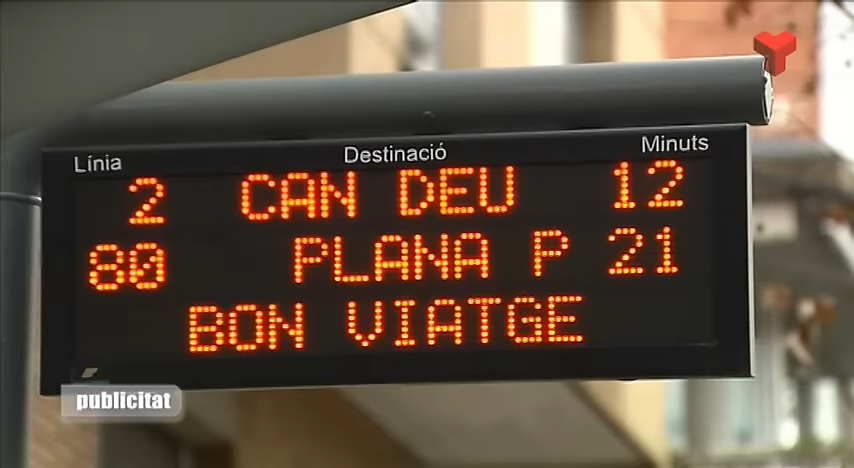 Línia Destinació Minuts
2 CAN DEU 12
80 PLANA P 21
BON VIATGE
publicitat